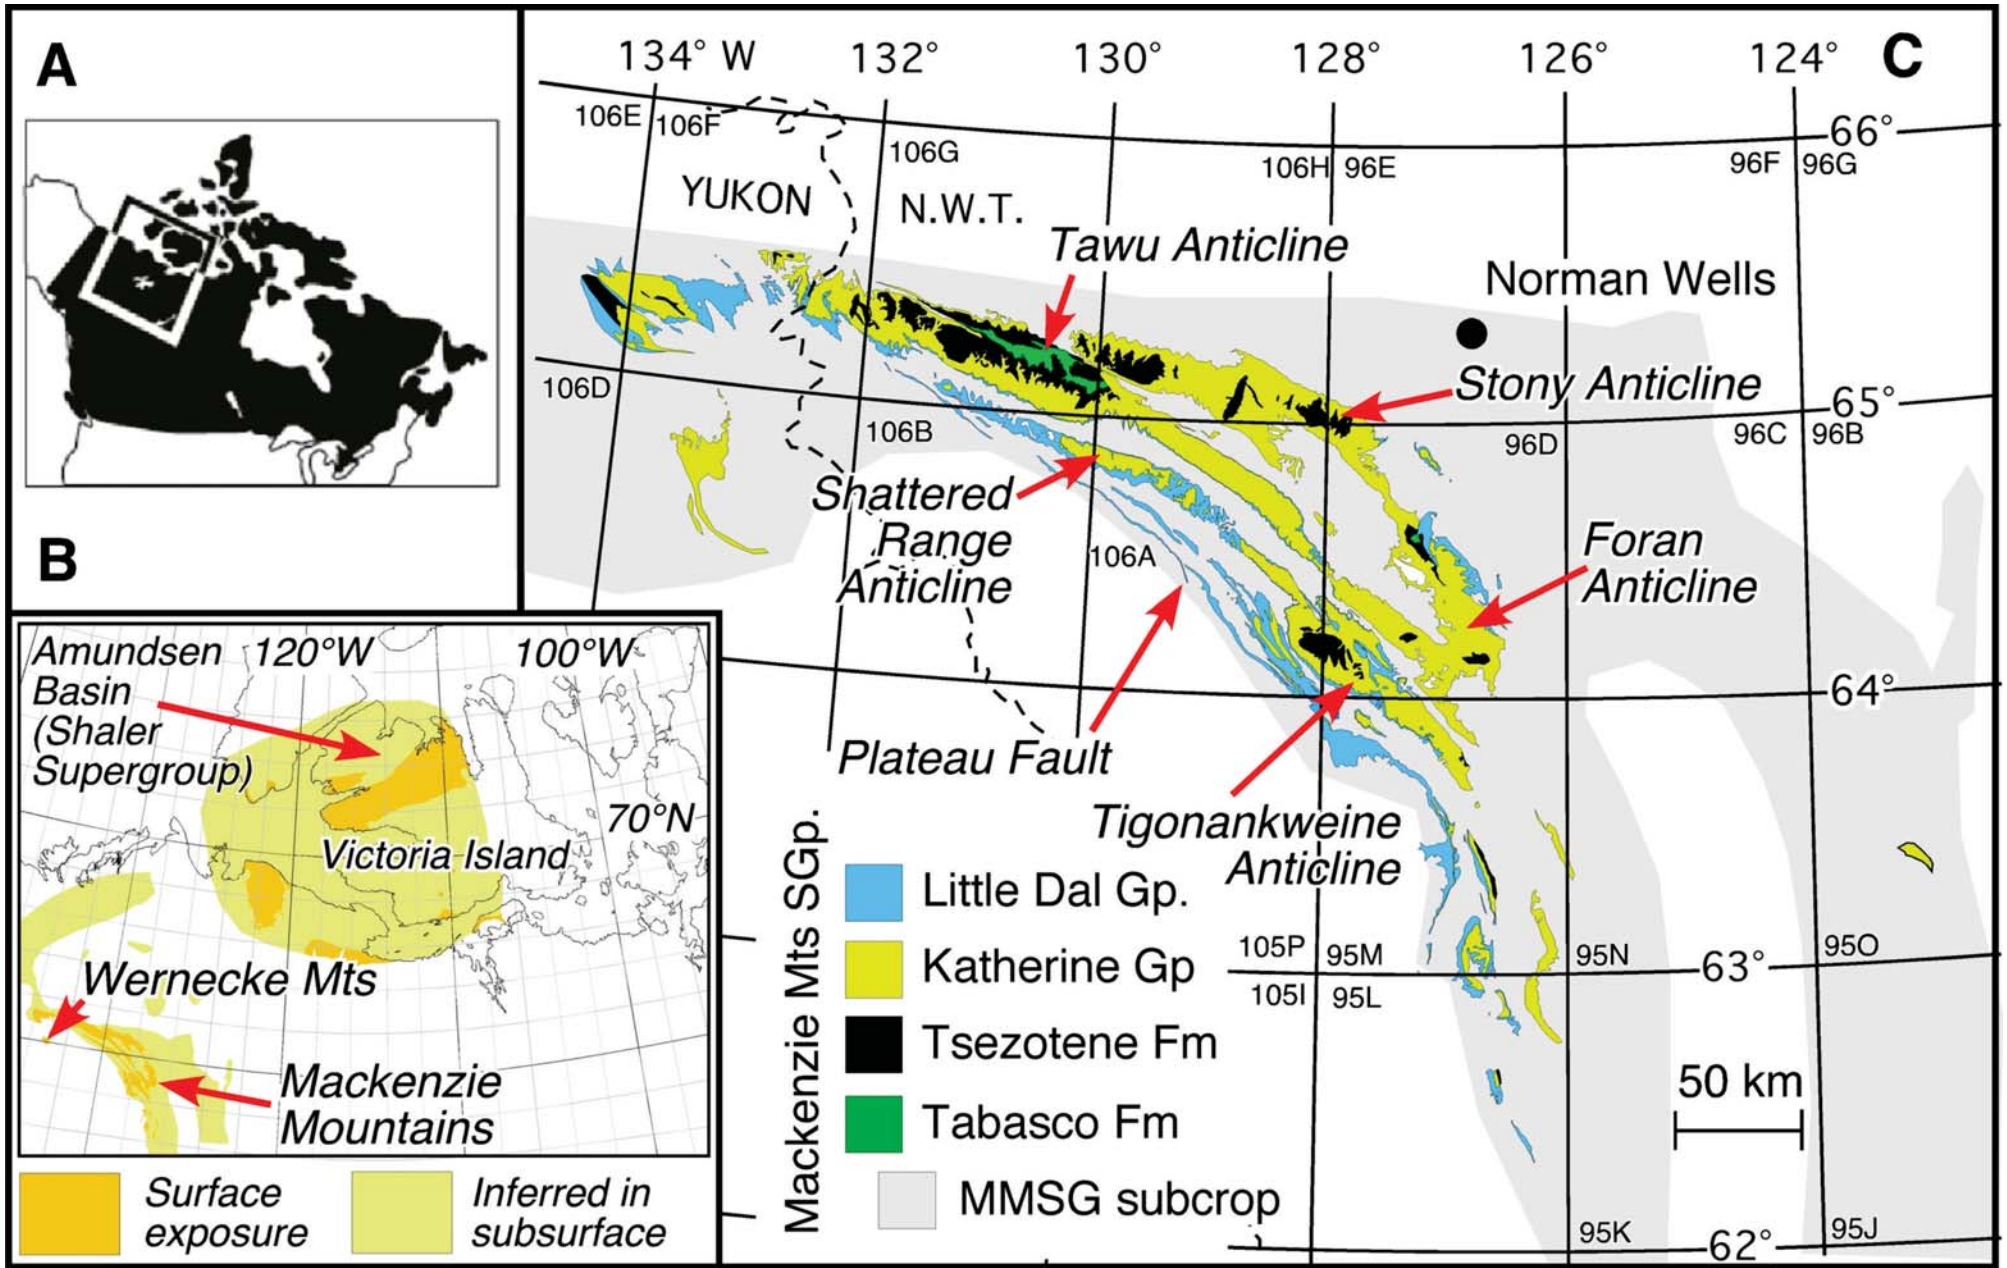 A
B
Amundsen
Basin
(Shaler
Supergroup)
120°W
100°W
70°N
Victoria Island
Wernecke Mts
Mackenzie
Mountains
Surface
exposure
Inferred in
subsurface
C
134° W
132°
130°
128°
126°
124°
66°
106E
106F
106G
106H
96E
96F
96G
YUKON
N.W.T.
Tawu Anticline
Norman Wells
Stony Anticline
65°
106D
106B
96D
96C
96B
Shattered
Range
Anticline
106A
Foran
Anticline
64°
Plateau Fault
Tigonankweine
Anticline
Mackenzie Mts SGp.
Little Dal Gp.
Katherine Gp
Tsezotene Fm
Tabasco Fm
MMSG subcrop
105P
95M
95N
95O
63°
105I
95L
50 km
95K
62°
95J